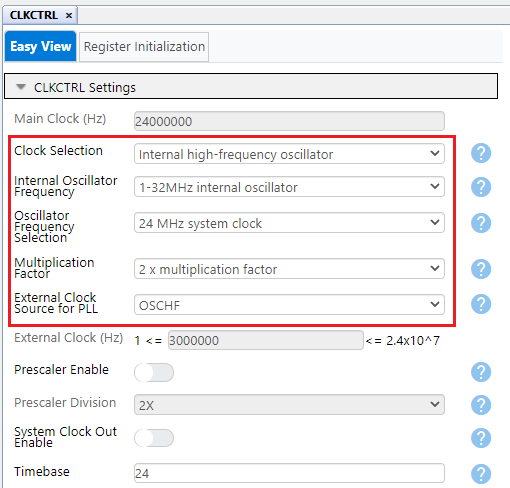 CLKCTRL ×
Easy View Register Initialization
CLKCTRL Settings
Main Clock (Hz) 24000000
Clock Selection Internal high-frequency oscillator
Internal Oscillator
Frequency 1-32MHz internal oscillator
Oscillator
Frequency
Selection 24 MHz system clock
Multiplication
Factor 2 x multiplication factor
External Clock
Source for PLL OSCHF
External Clock (Hz) 1 <= 3000000 <= 2.4x10^7
Prescaler Enable
Prescaler Division 2X
System Clock Out
Enable
Timebase 24